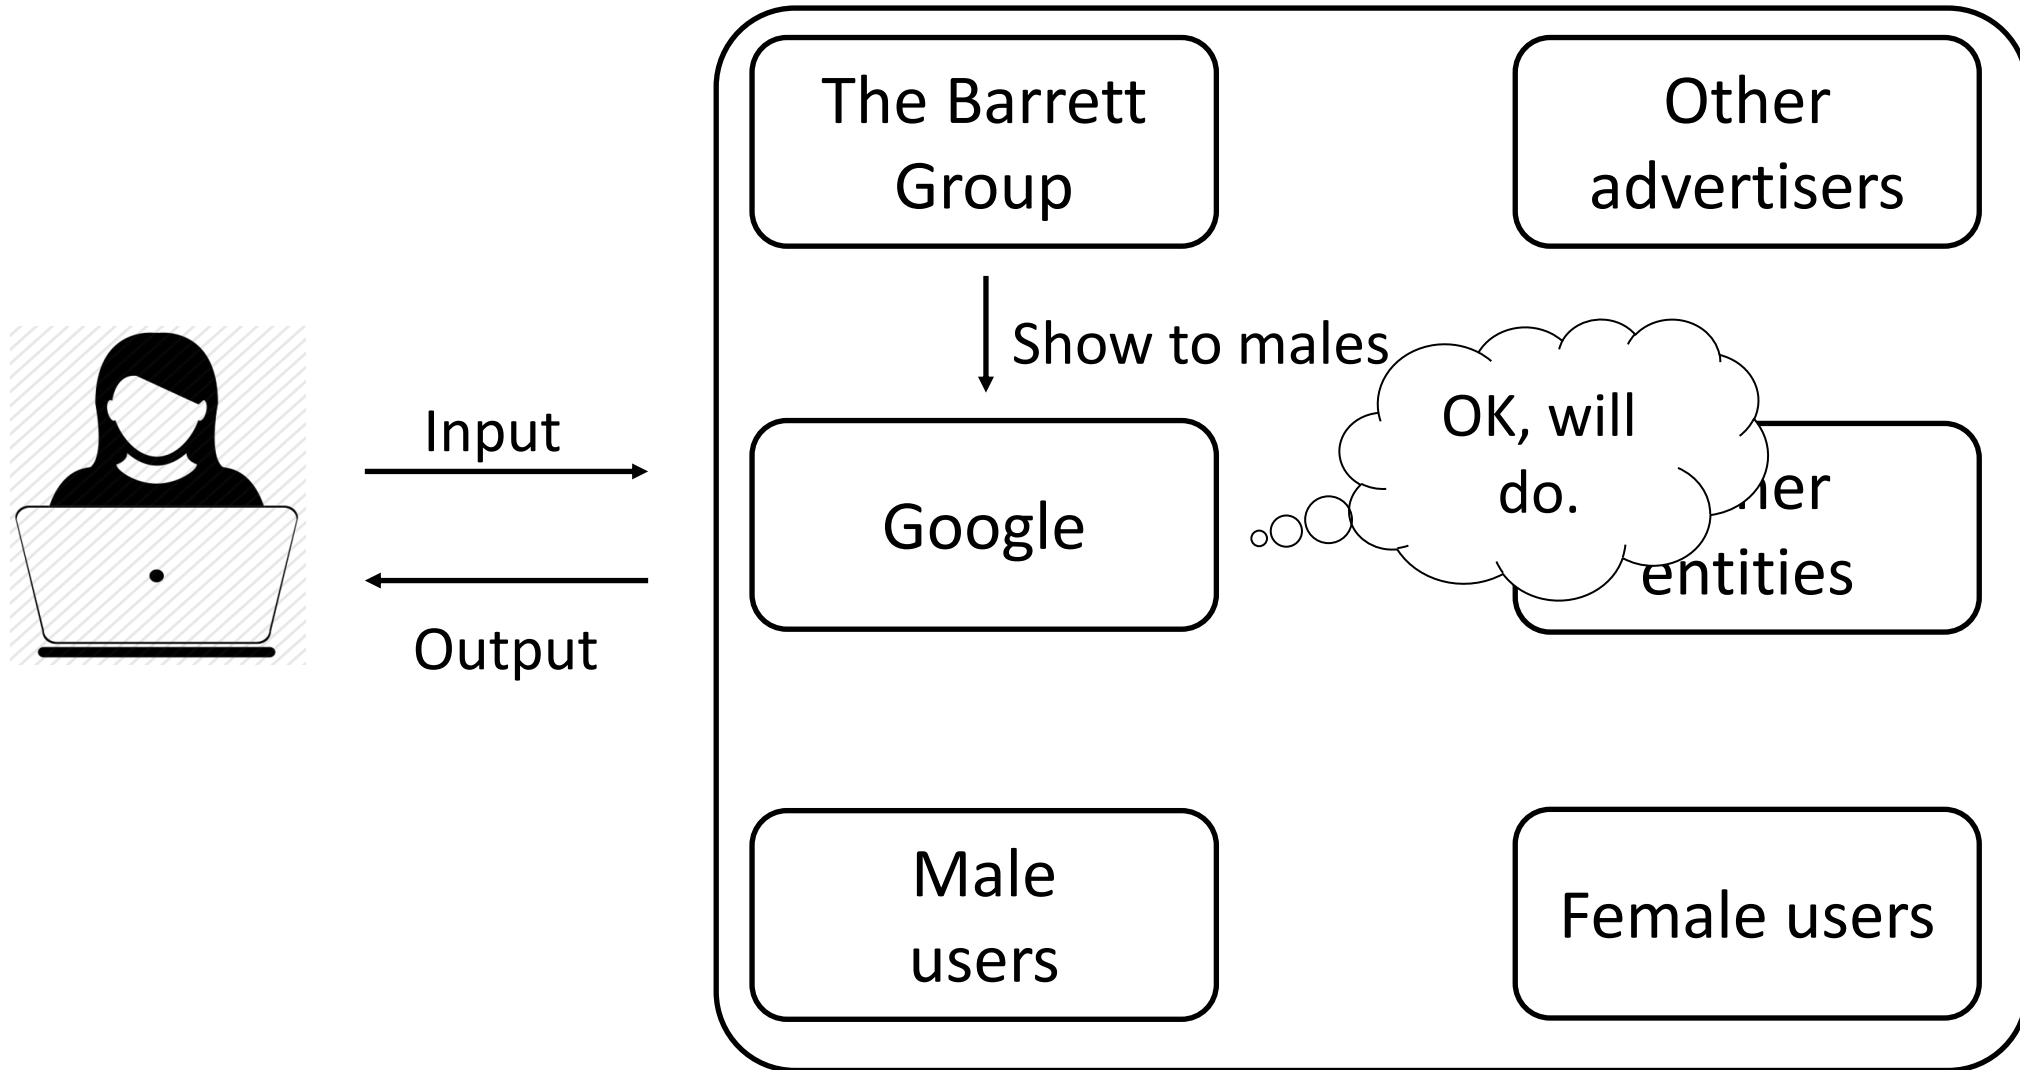 The Barrett
Group
Other
advertisers
Show to males
Input
Output
Google
OK, will
do.
entities
Male
users
Female users